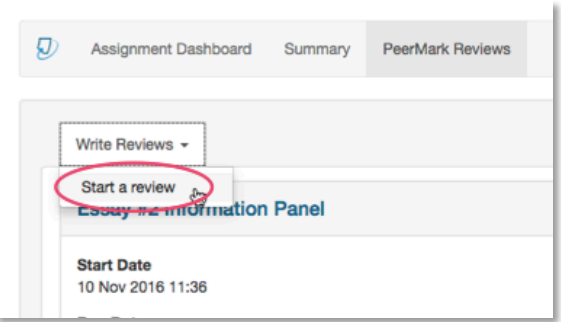 Assignment Dashboard Summary PeerMark Reviews
Write Reviews
Start a review
Essay #2 Information Panel
Start Date
10 Nov 2016 11:36